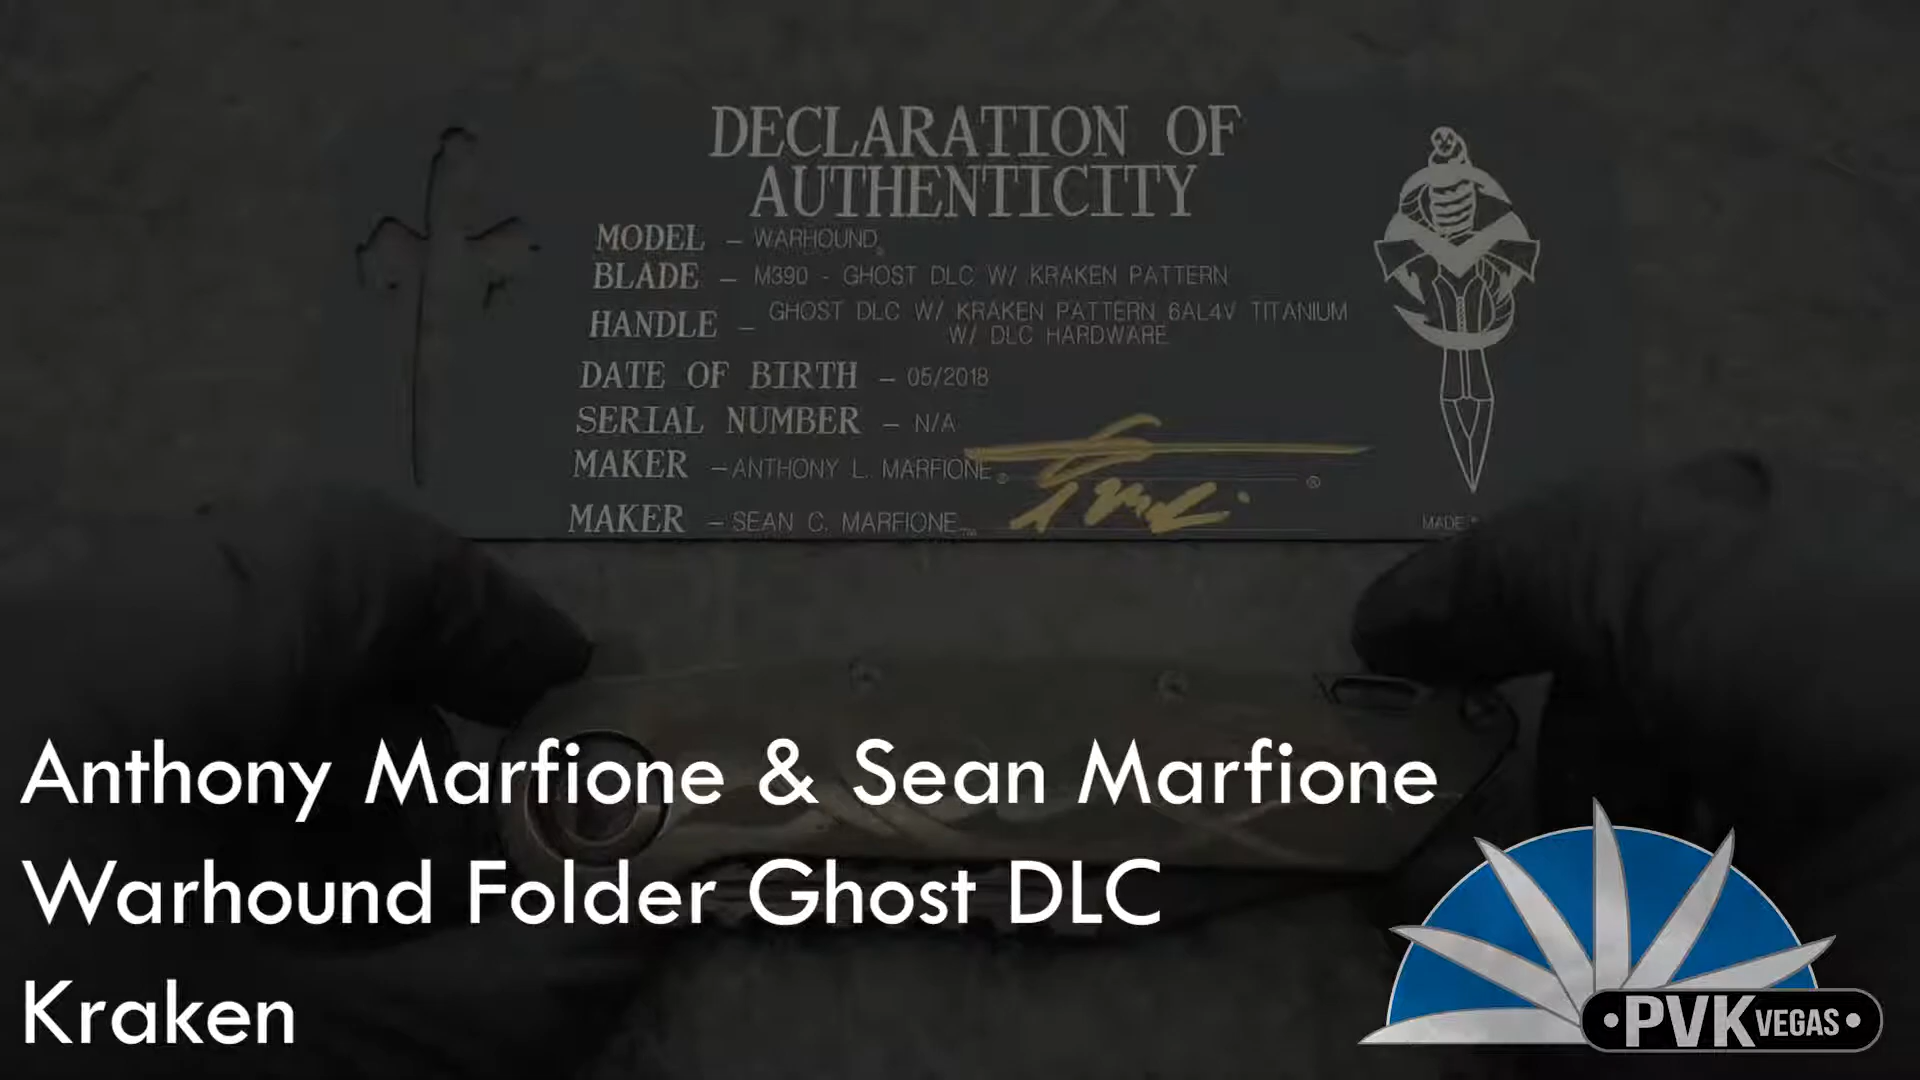 DECLARATION OF
AUTHENTICITY
MODEL – WARHOUND®
BLADE – M390 - GHOST DLC W/ KRAKEN PATTERN
HANDLE – GHOST DLC W/ KRAKEN PATTERN 6AL4V TITANIUM
W/ DLC HARDWARE
DATE OF BIRTH – 05/2018
SERIAL NUMBER – N/A
MAKER – ANTHONY L. MARFIONE® ®
MAKER – SEAN C. MARFIONE™
MADE
Anthony Marfione & Sean Marfione
Warhound Folder Ghost DLC
Kraken
•PVK VEGAS•